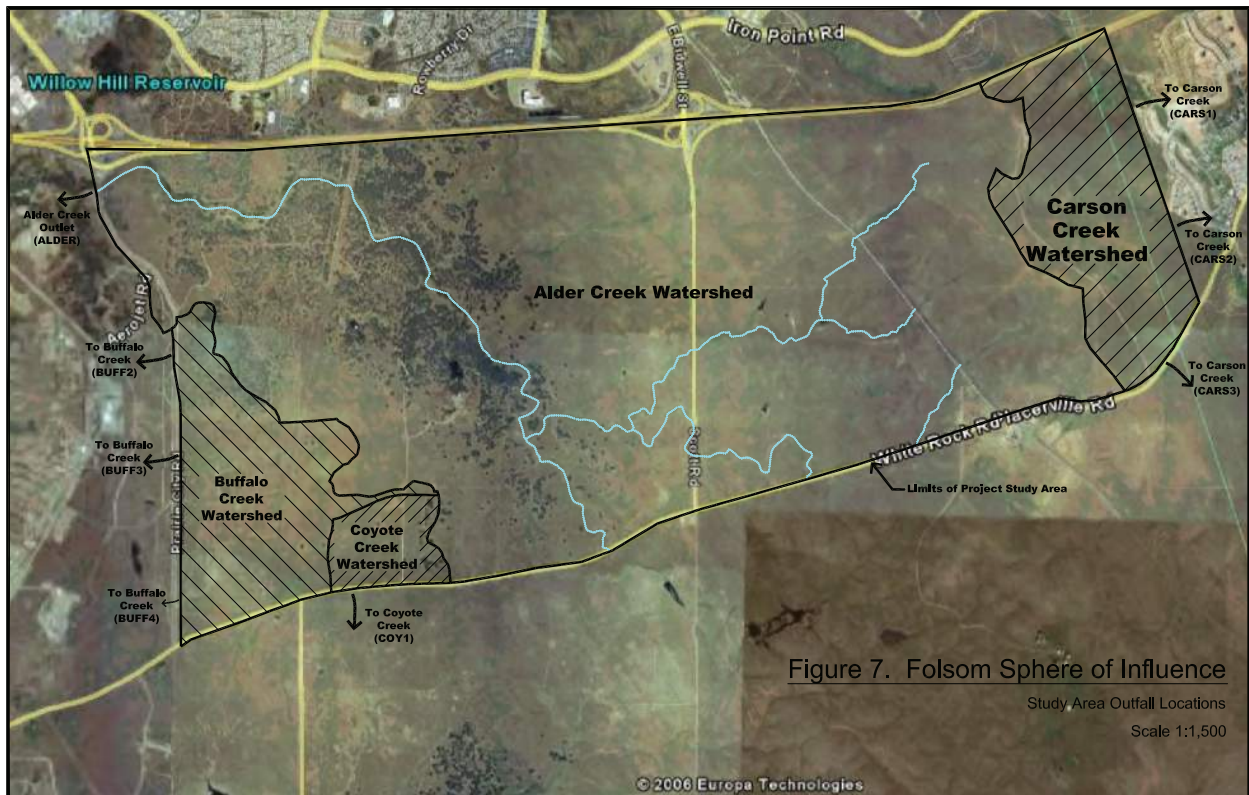 Iron Point Rd
E Bidwell St
Rowberry Dr
Willow Hill Reservoir
To Carson
Creek
(CARS1)
Alder Creek
Outlet
(ALDER)
Carson
Creek
Watershed
To Carson
Creek
(CARS2)
Alder Creek Watershed
Aerojet Rd
To Buffalo
Creek
(BUFF2)
To Carson
Creek
(CARS3)
White Rock Rd
Placerville Rd
Scott Rd
To Buffalo
Creek
(BUFF3)
Prairie City Rd
Buffalo
Creek
Watershed
Limits of Project Study Area
Coyote
Creek
Watershed
To Buffalo
Creek
(BUFF4)
To Coyote
Creek
(COY1)
Figure 7. Folsom Sphere of Influence
Study Area Outfall Locations
Scale 1:1,500
© 2006 Europa Technologies